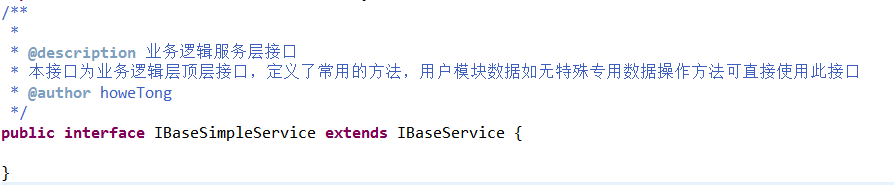 /**
*
* @description 业务逻辑服务层接口
* 本接口为业务逻辑层顶层接口，定义了常用的方法，用户模块数据如无特殊专用数据操作方法可直接使用此接口
* @author howeTong
*/
public interface IBaseSimpleService extends IBaseService {
}